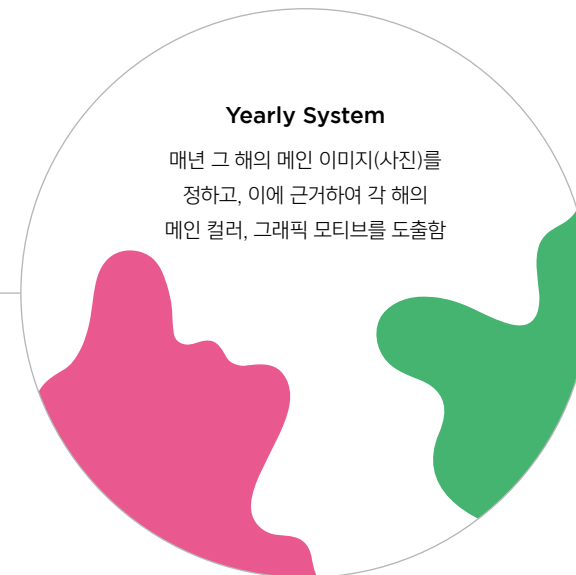 Yearly System
매년 그 해의 메인 이미지(사진)를
정하고, 이에 근거하여 각 해의
메인 컬러, 그래픽 모티브를 도출함